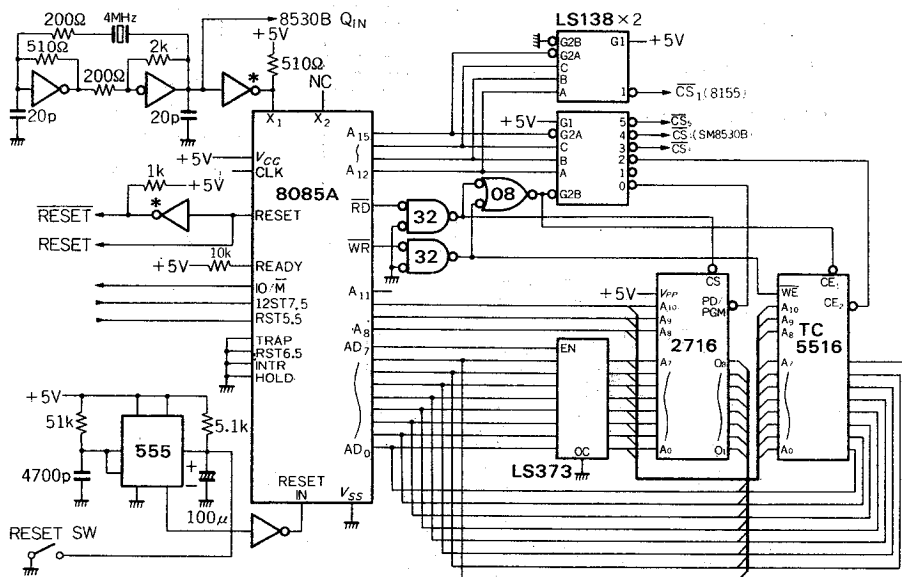 200Ω 4MHz
510Ω 2k
200Ω
20p 20p
8530B QIN
+5V
510Ω
NC
X1 X2
LS138×2
G2B G1 +5V
G2A
C
B
A 1 CS1(8155)
+5V G1 5 CS5
G2A 4 CS4(SM8530B)
C 3
B 2
A 1
0
G2B
+5V VCC
CLK
8085A
1k +5V
RESET
RESET
RESET
10k
+5V READY
IO/M
12ST7.5
RST5.5
TRAP
RST6.5
INTR
HOLD
A15
A12
RD
WR
A11
A8
AD7
AD0
RESET IN
VSS
32
32
08
+5V
CS
VPP PD/PGM
A10
A9
A8
2716
A7 O8
A0 O1
WE CE1
A10 CE2
A9
A8
TC 5516
A7
A0
EN
OC
LS373
+5V
51k
555
5.1k
4700p
+
−
100μ
RESET SW